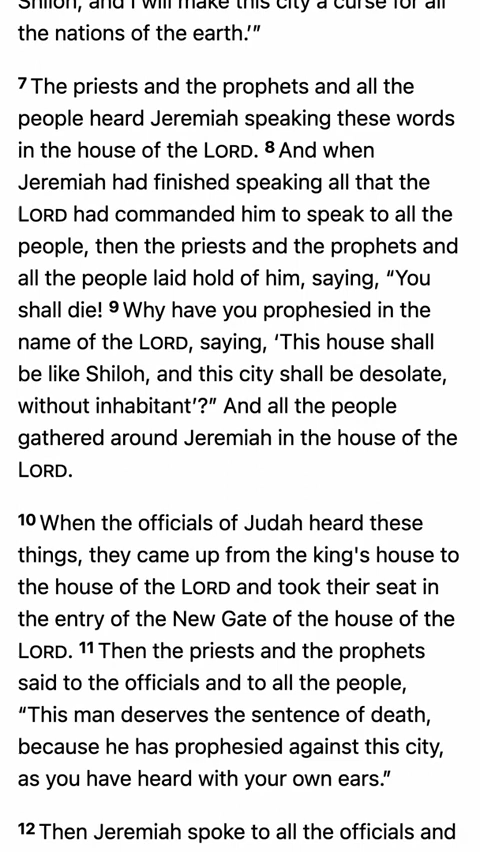 Shiloh, and I will make this city a curse for all
the nations of the earth.’”
7 The priests and the prophets and all the
people heard Jeremiah speaking these words
in the house of the LORD. 8 And when
Jeremiah had finished speaking all that the
LORD had commanded him to speak to all the
people, then the priests and the prophets and
all the people laid hold of him, saying, “You
shall die! 9 Why have you prophesied in the
name of the LORD, saying, ‘This house shall
be like Shiloh, and this city shall be desolate,
without inhabitant’?” And all the people
gathered around Jeremiah in the house of the
LORD.
10 When the officials of Judah heard these
things, they came up from the king's house to
the house of the LORD and took their seat in
the entry of the New Gate of the house of the
LORD. 11 Then the priests and the prophets
said to the officials and to all the people,
“This man deserves the sentence of death,
because he has prophesied against this city,
as you have heard with your own ears.”
12 Then Jeremiah spoke to all the officials and